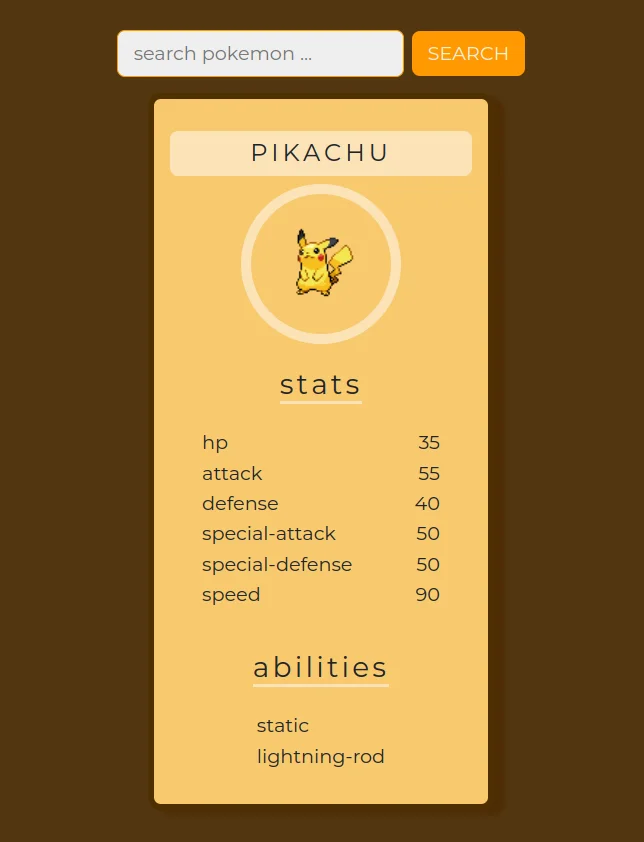 search pokemon ... SEARCH
PIKACHU
stats
hp 35
attack 55
defense 40
special-attack 50
special-defense 50
speed 90
abilities
static
lightning-rod